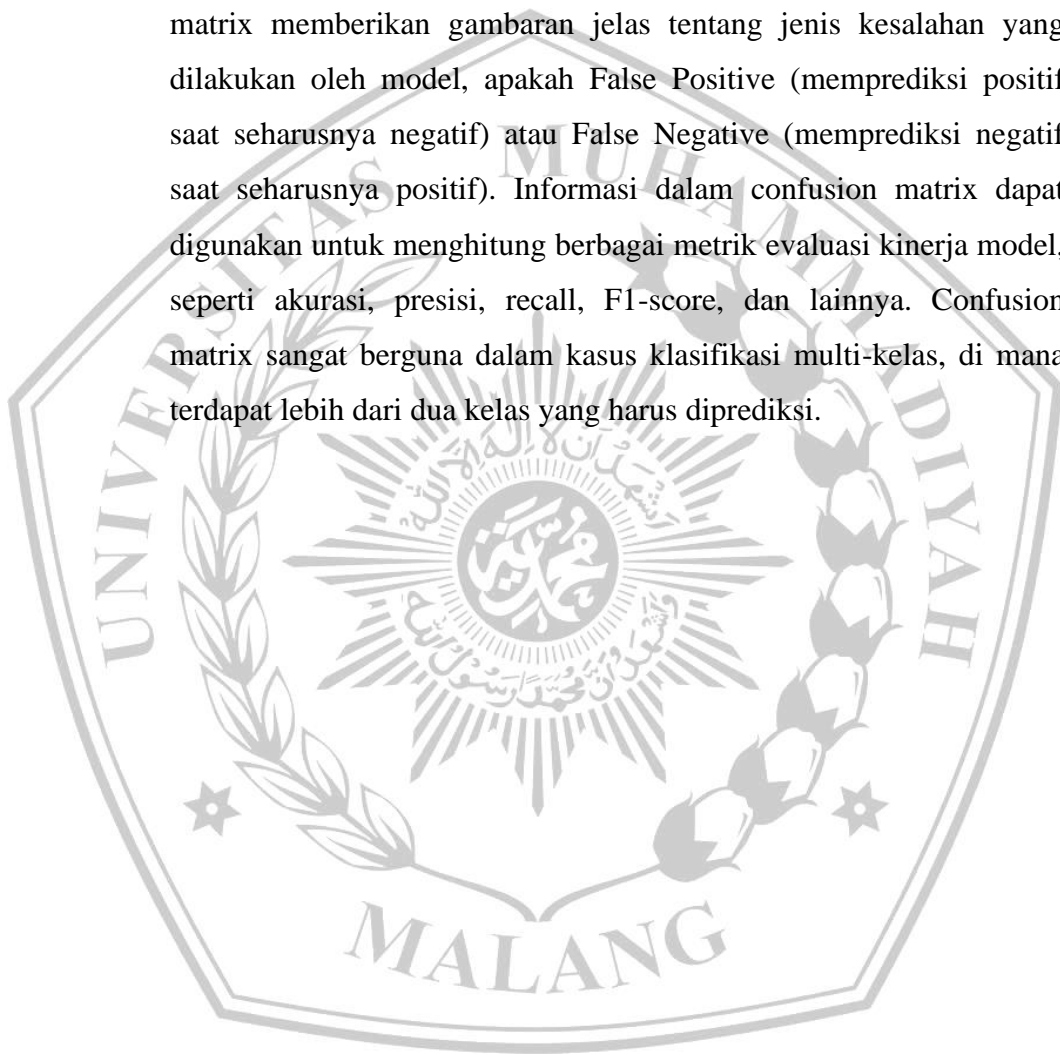 matrix memberikan gambaran jelas tentang jenis kesalahan yang
dilakukan oleh model, apakah False Positive (memprediksi positif
saat seharusnya negatif) atau False Negative (memprediksi negatif
saat seharusnya positif). Informasi dalam confusion matrix dapat
digunakan untuk menghitung berbagai metrik evaluasi kinerja model,
seperti akurasi, presisi, recall, F1-score, dan lainnya. Confusion
matrix sangat berguna dalam kasus klasifikasi multi-kelas, di mana
terdapat lebih dari dua kelas yang harus diprediksi.
UNIVERSITAS MUHAMMADIYAH
MALANG